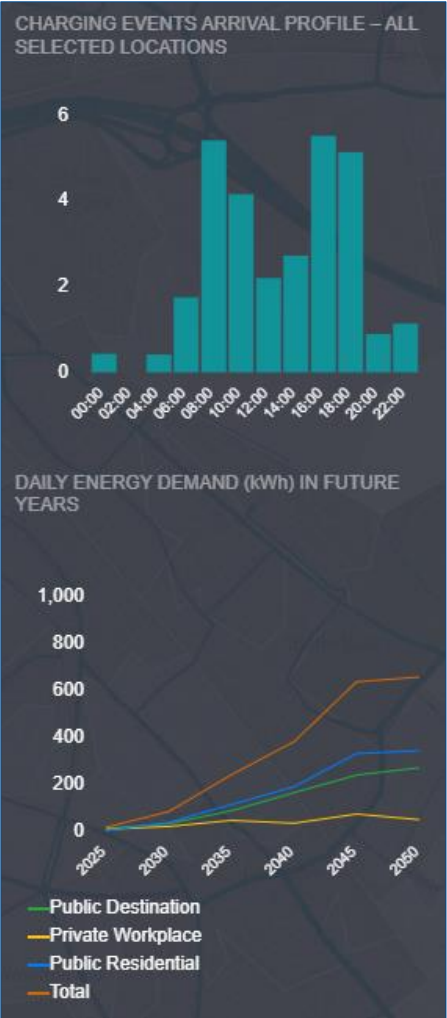 CHARGING EVENTS ARRIVAL PROFILE – ALL
SELECTED LOCATIONS
6
4
2
0
00:00 02:00 04:00 06:00 08:00 10:00 12:00 14:00 16:00 18:00 20:00 22:00
DAILY ENERGY DEMAND (kWh) IN FUTURE
YEARS
1,000
800
600
400
200
0
2025 2030 2035 2040 2045 2050
Public Destination
Private Workplace
Public Residential
Total